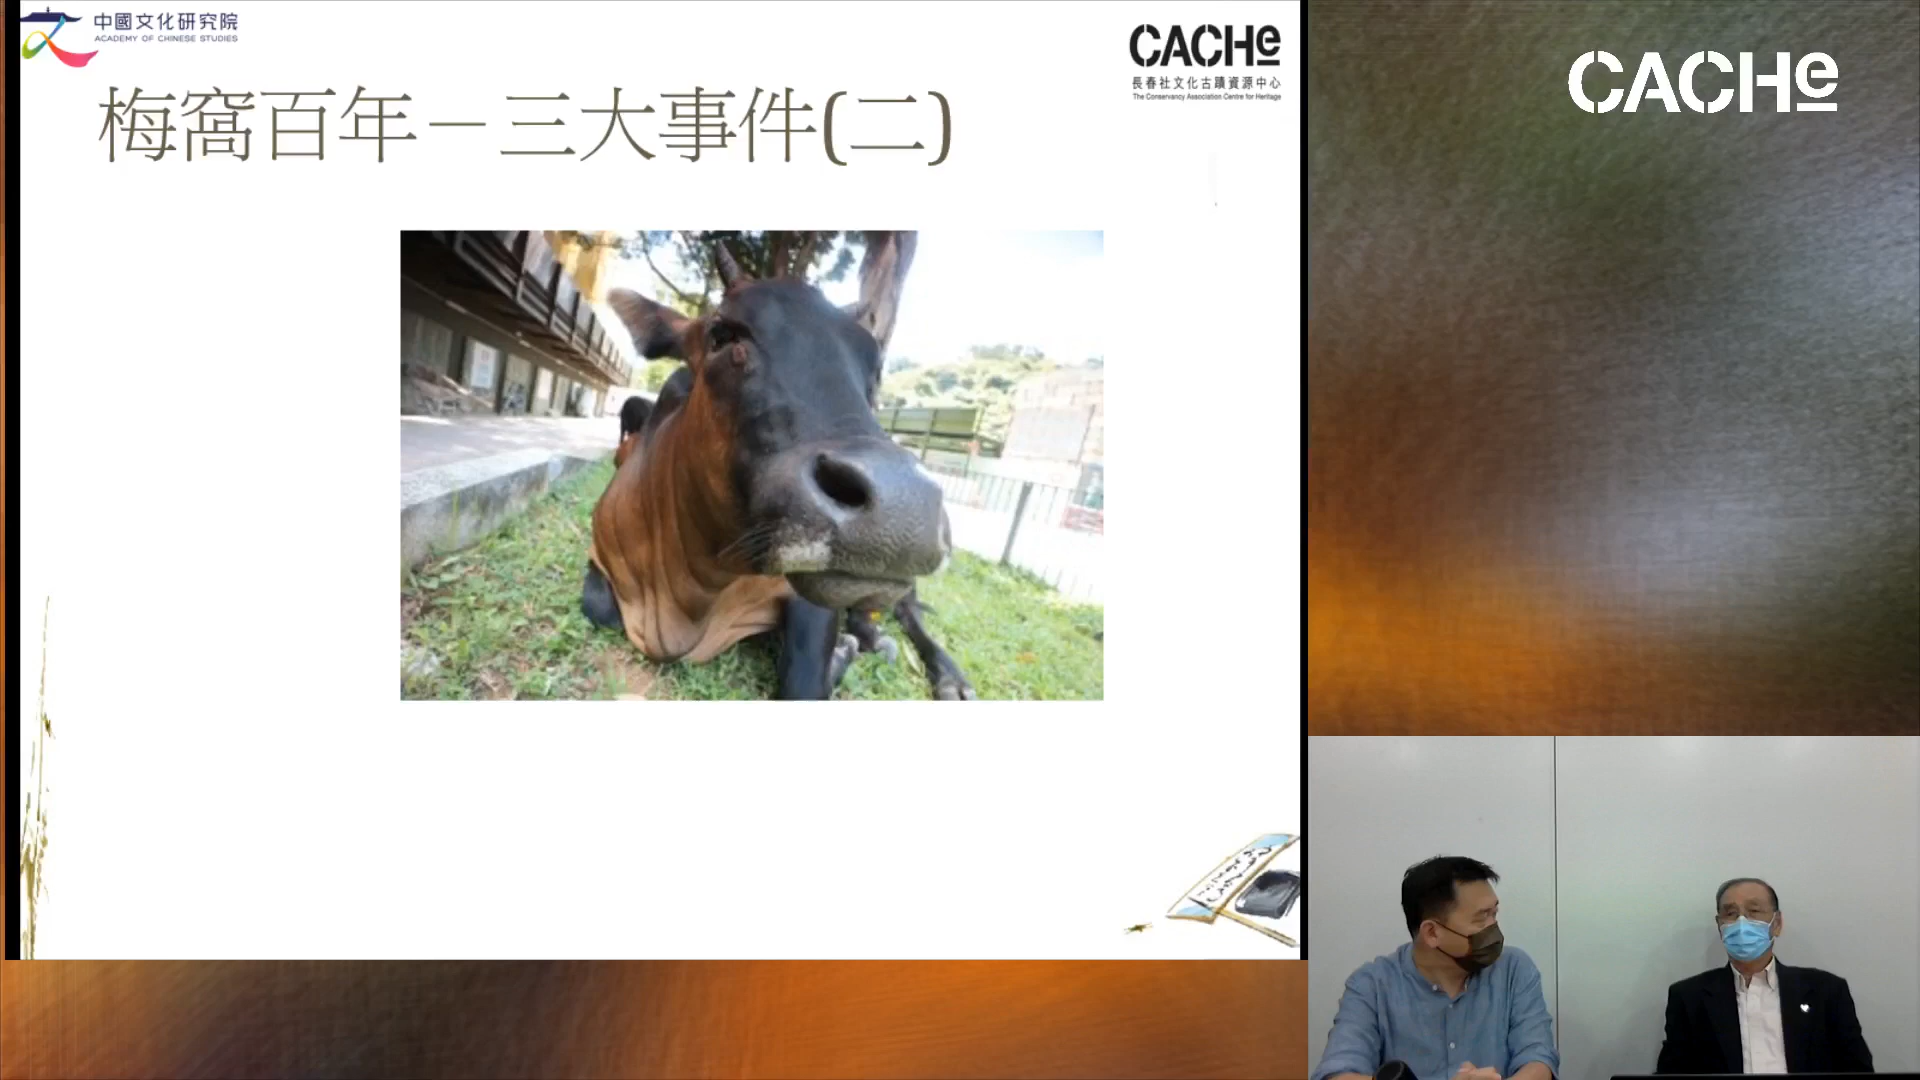 中國文化研究院
ACADEMY OF CHINESE STUDIES
CACHe
長春社文化古蹟資源中心
The Conservancy Association Centre for Heritage
梅窩百年－三大事件(二)
CACHe